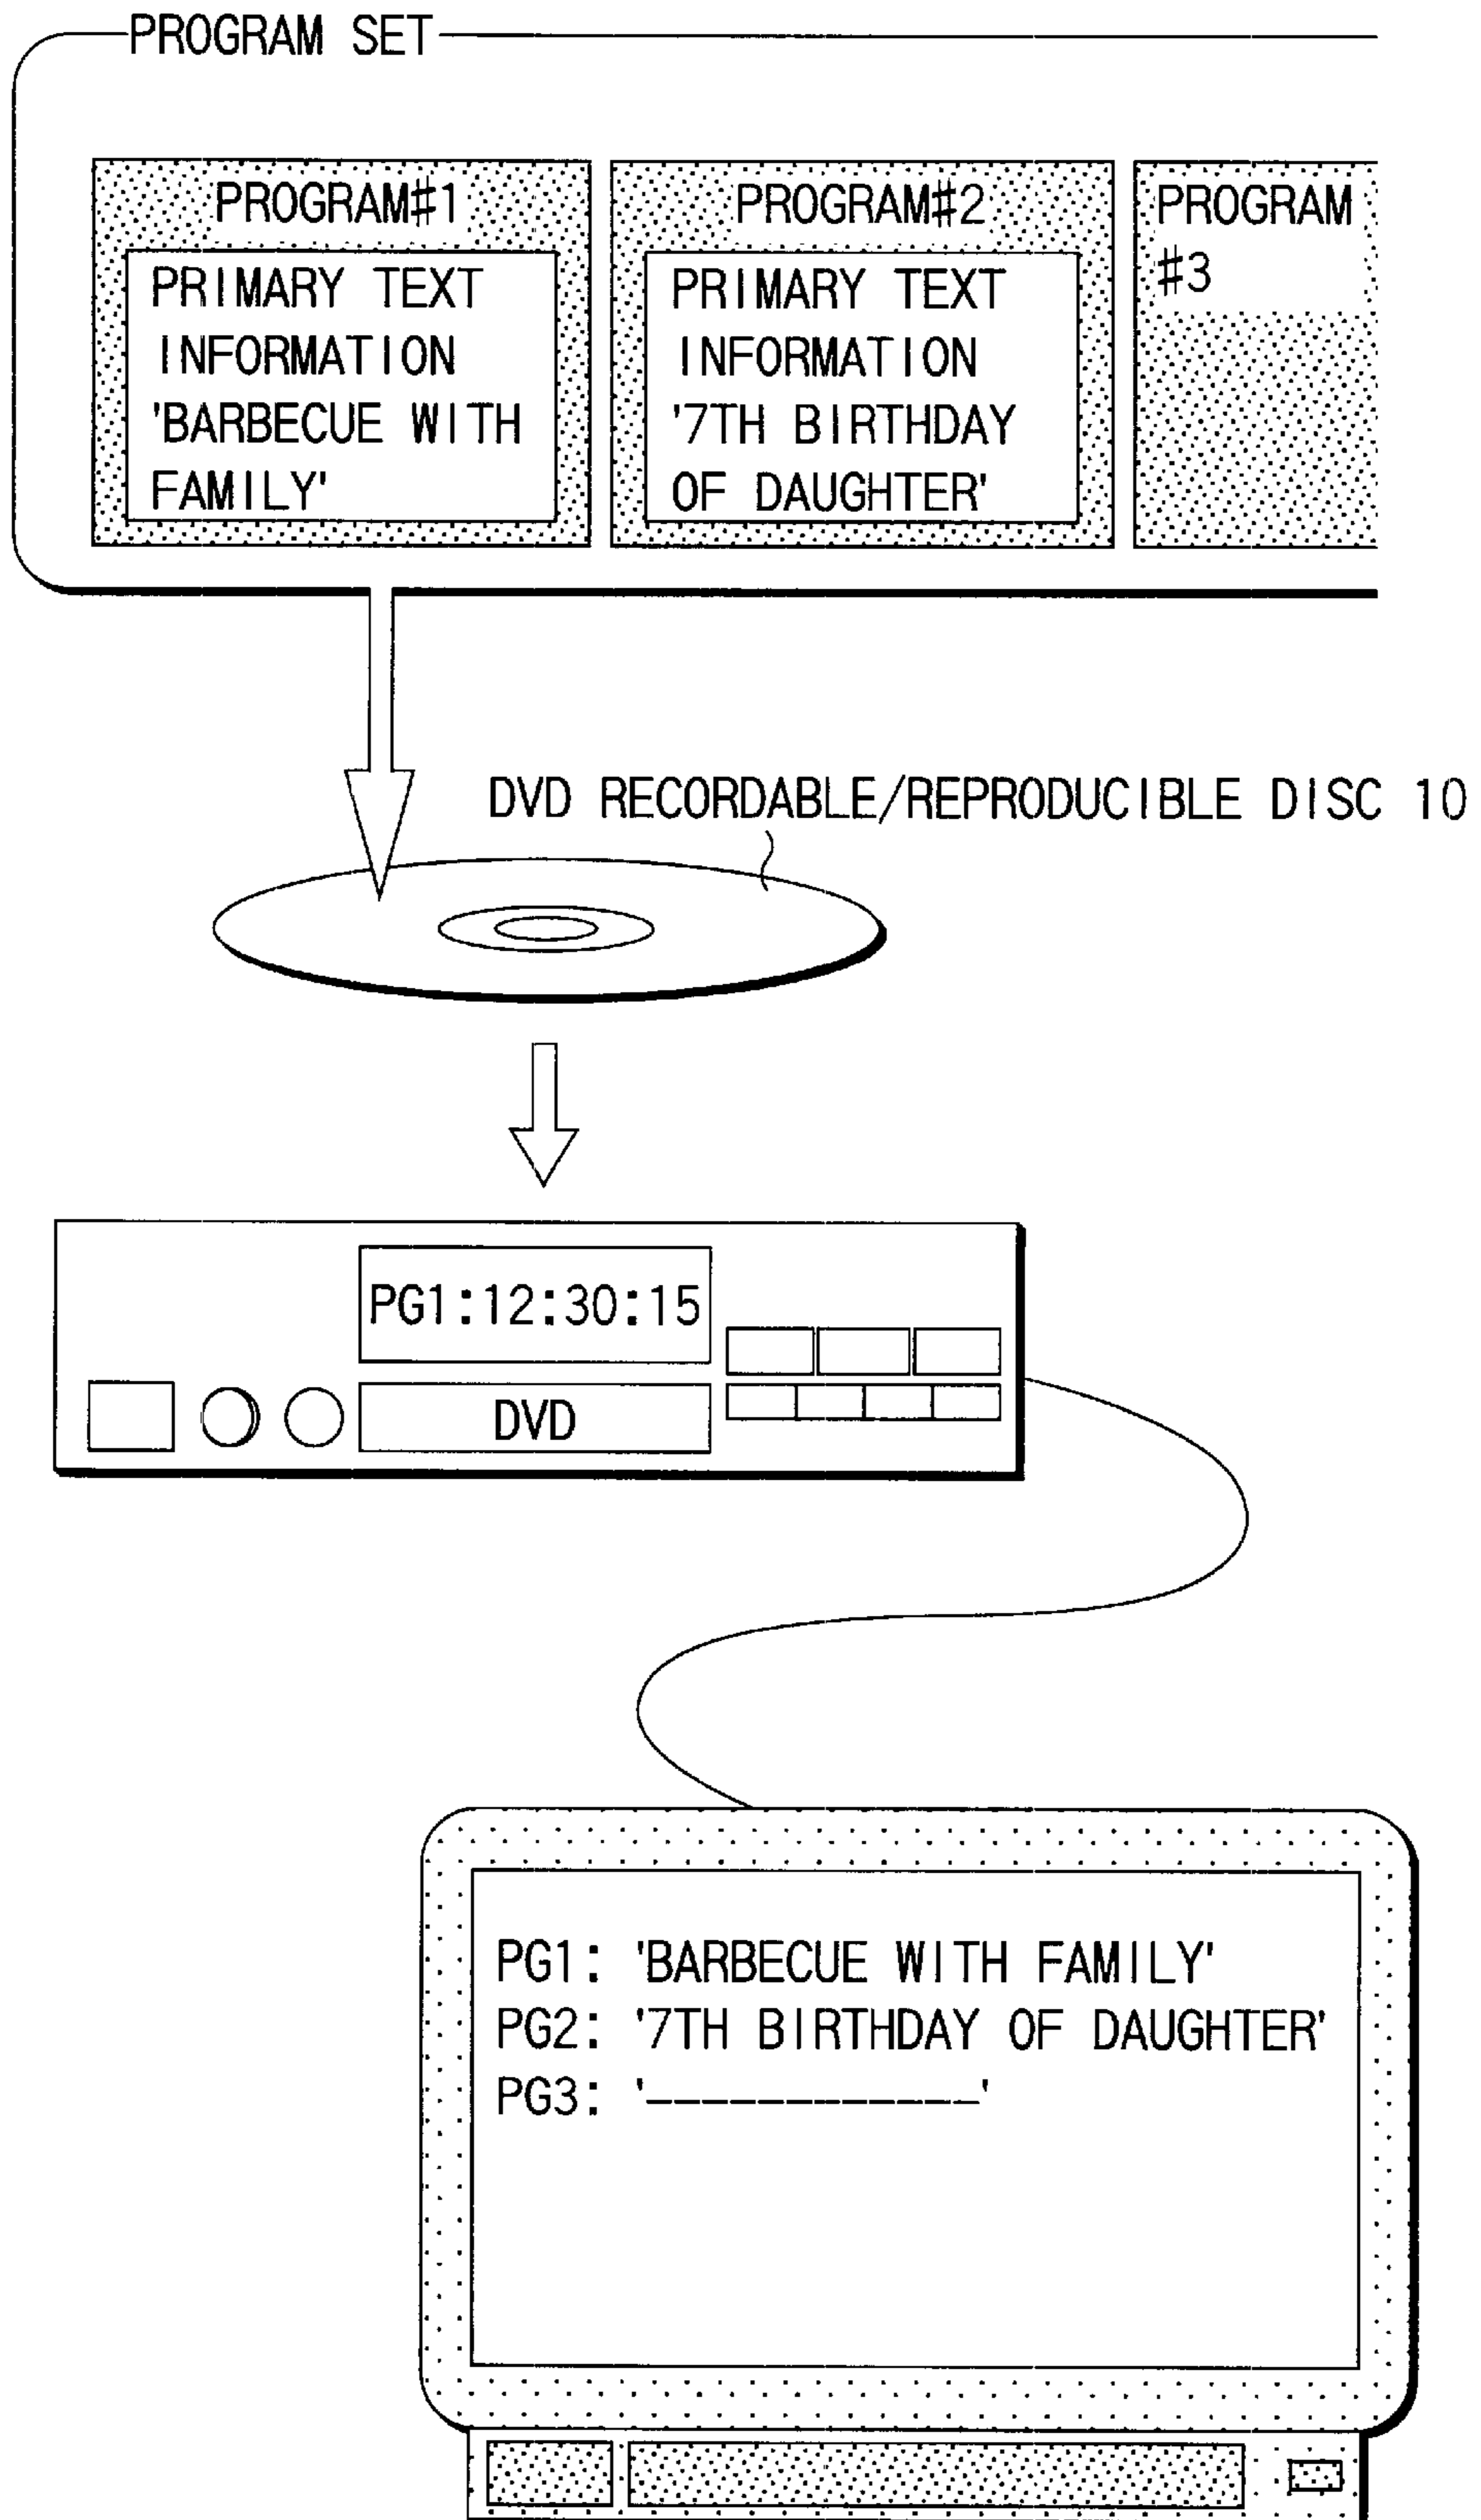 PROGRAM SET
PROGRAM#1
PRIMARY TEXT
INFORMATION
'BARBECUE WITH
FAMILY'
PROGRAM#2
PRIMARY TEXT
INFORMATION
'7TH BIRTHDAY
OF DAUGHTER'
PROGRAM
#3
DVD RECORDABLE/REPRODUCIBLE DISC 10
PG1:12:30:15
DVD
PG1: 'BARBECUE WITH FAMILY'
PG2: '7TH BIRTHDAY OF DAUGHTER'
PG3: '____________'